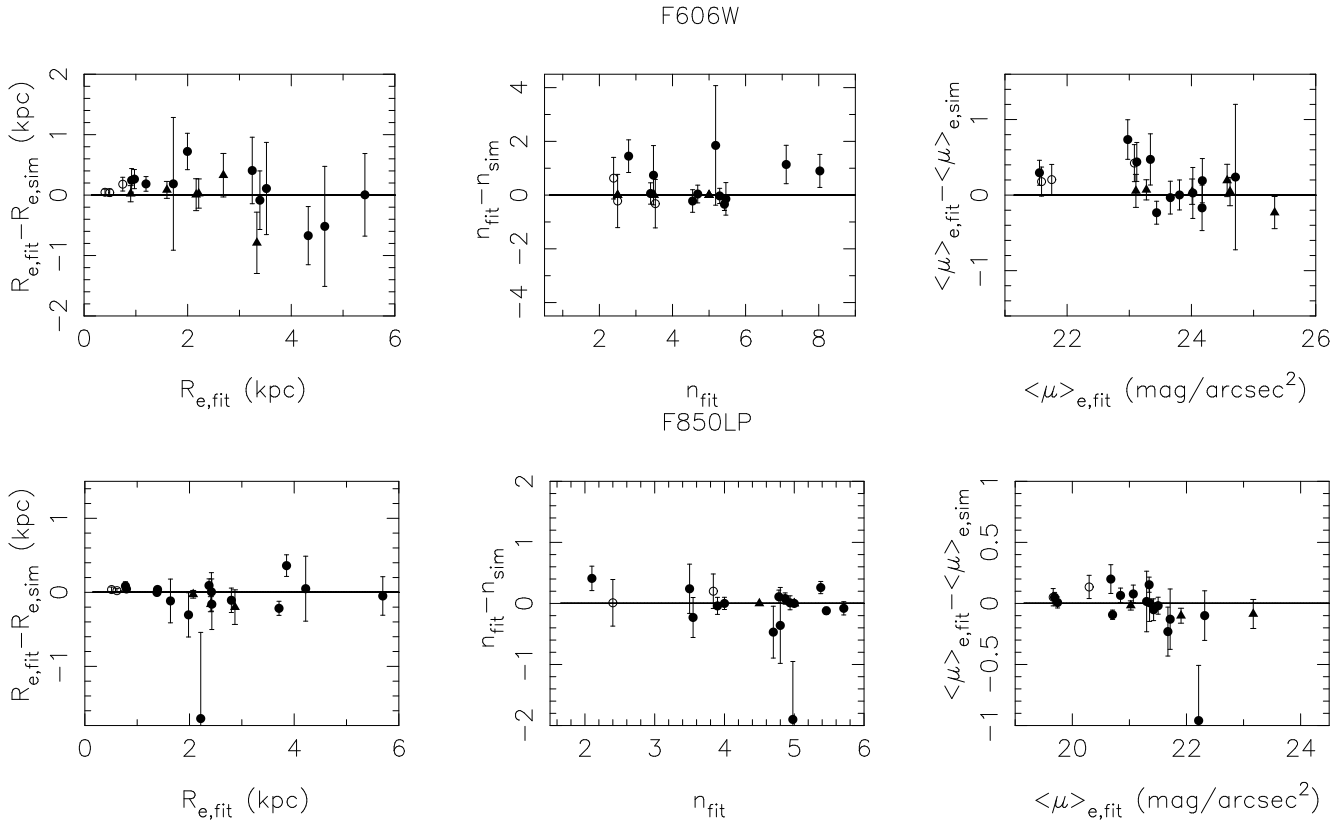 F606W
R_e,fit−R_e,sim (kpc)
2
1
0
−1
−2
0 2 4 6
R_e,fit (kpc)
n_fit−n_sim
4
2
0
−2
−4
2 4 6 8
n_fit
<μ>_e,fit−<μ>_e,sim
1
0
−1
22 24 26
<μ>_e,fit (mag/arcsec²)
F850LP
R_e,fit−R_e,sim (kpc)
1
0
−1
0 2 4 6
R_e,fit (kpc)
n_fit−n_sim
2
1
0
−1
−2
2 3 4 5 6
n_fit
<μ>_e,fit−<μ>_e,sim
1
0.5
0
−0.5
−1
20 22 24
<μ>_e,fit (mag/arcsec²)